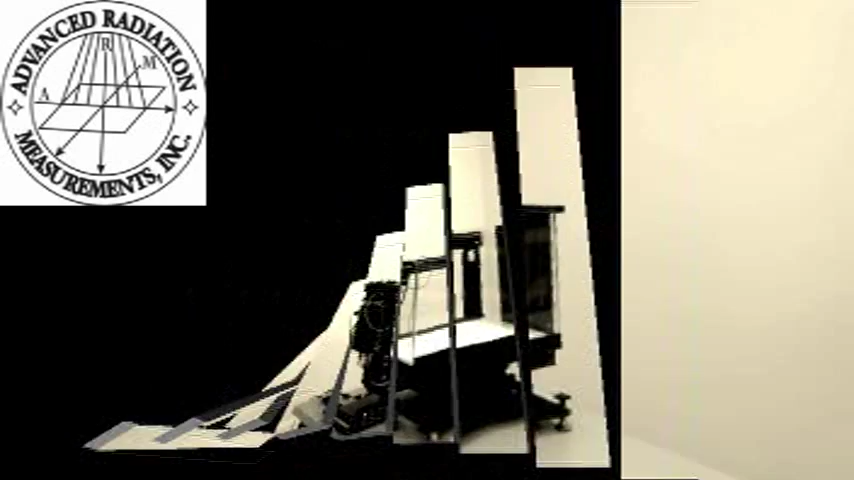 ADVANCED RADIATION
R
M
A
MEASUREMENTS, INC.